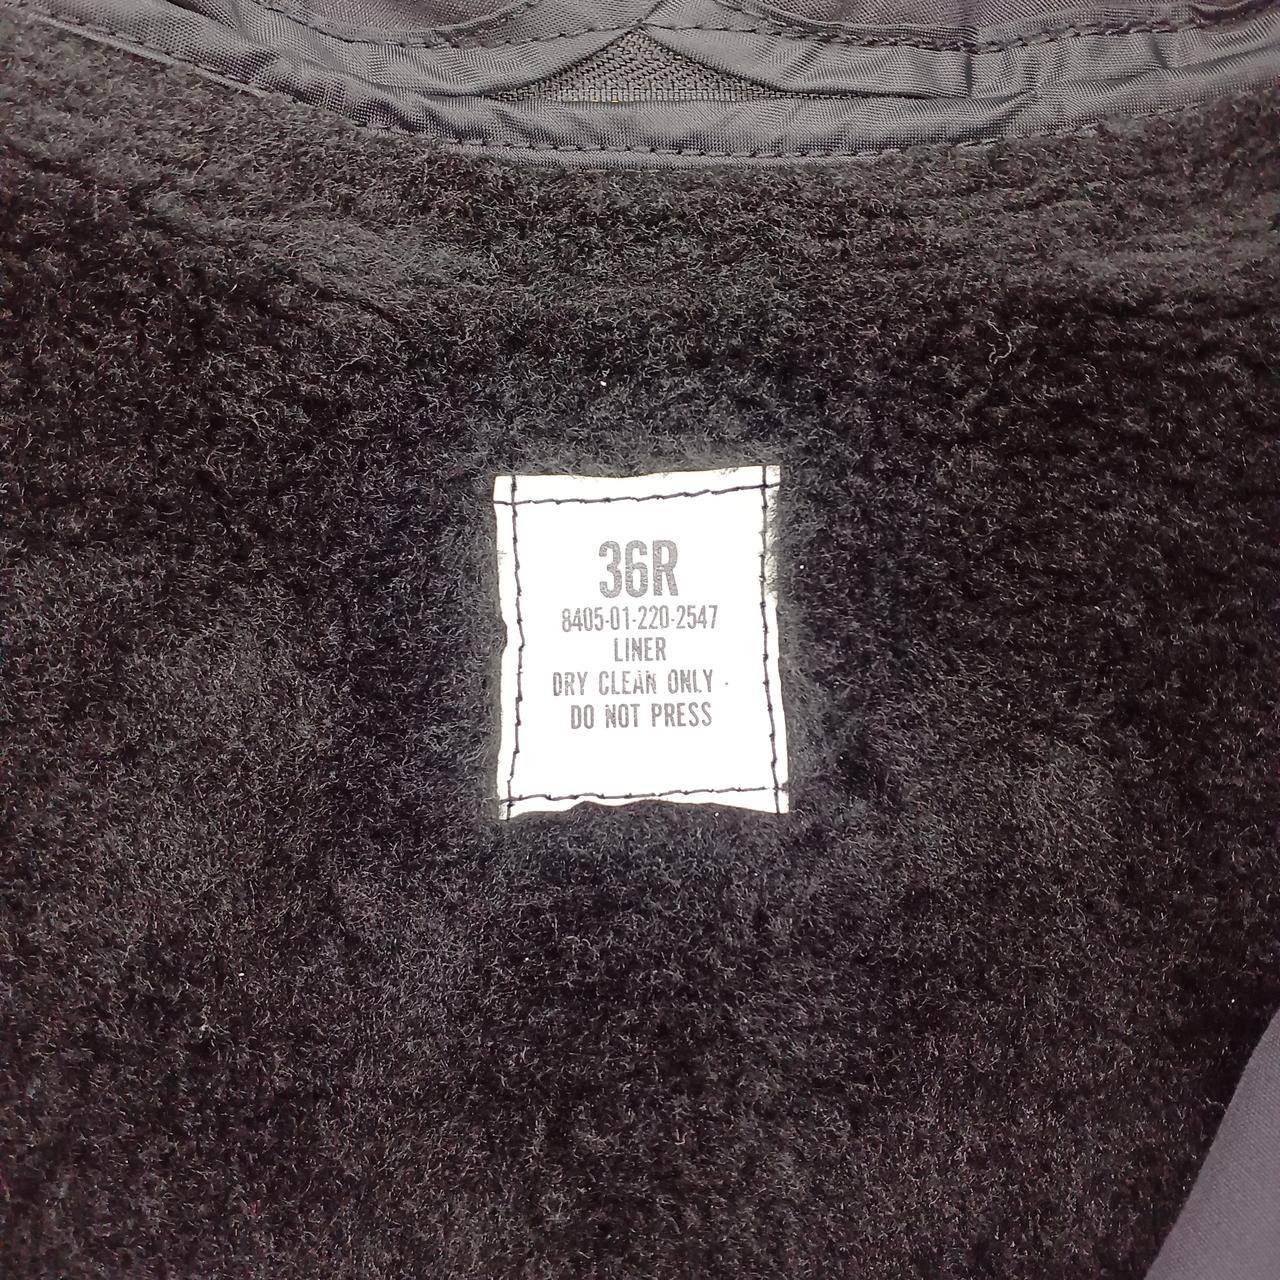 36R
8405-01-220-2547
LINER
DRY CLEAN ONLY
DO NOT PRESS